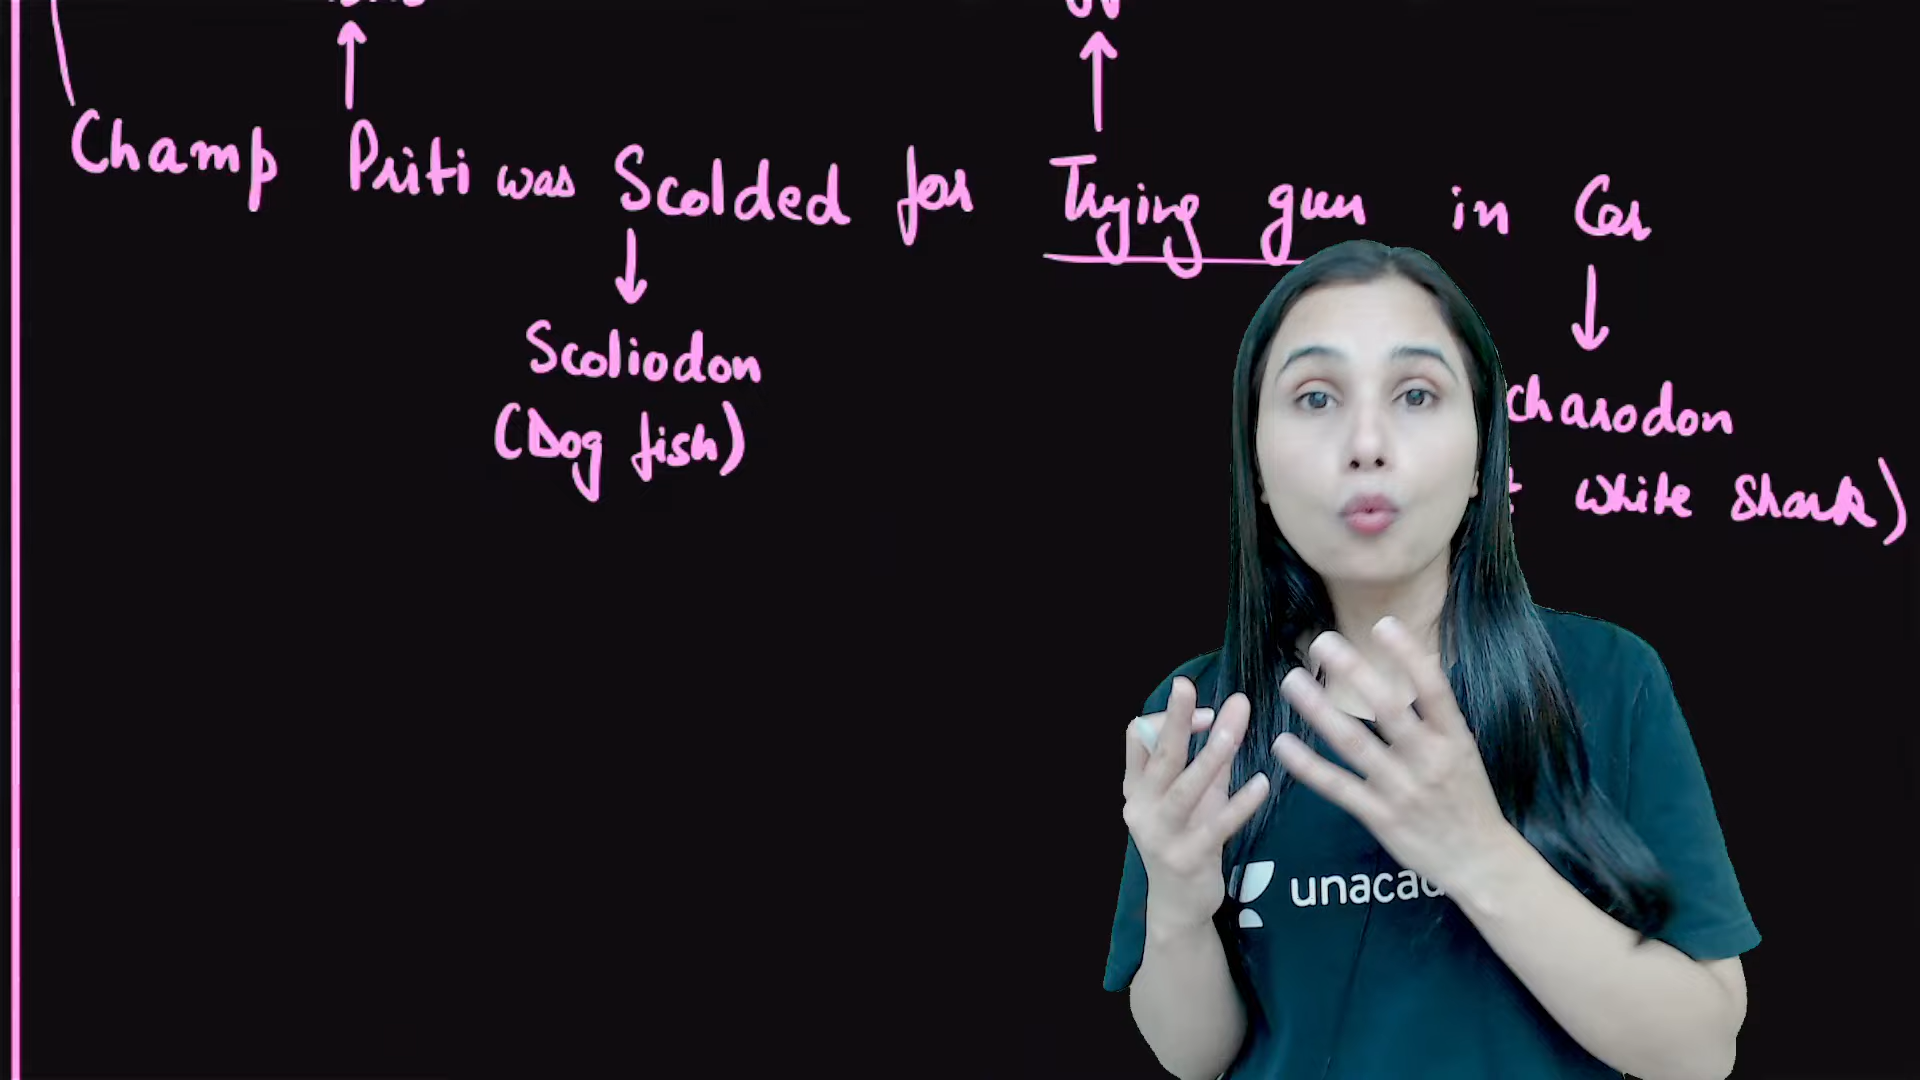 Champ Priti was Scolded for Trying gun in Car
Scoliodon
(Dog fish)
charodon
white Shark)
unacad